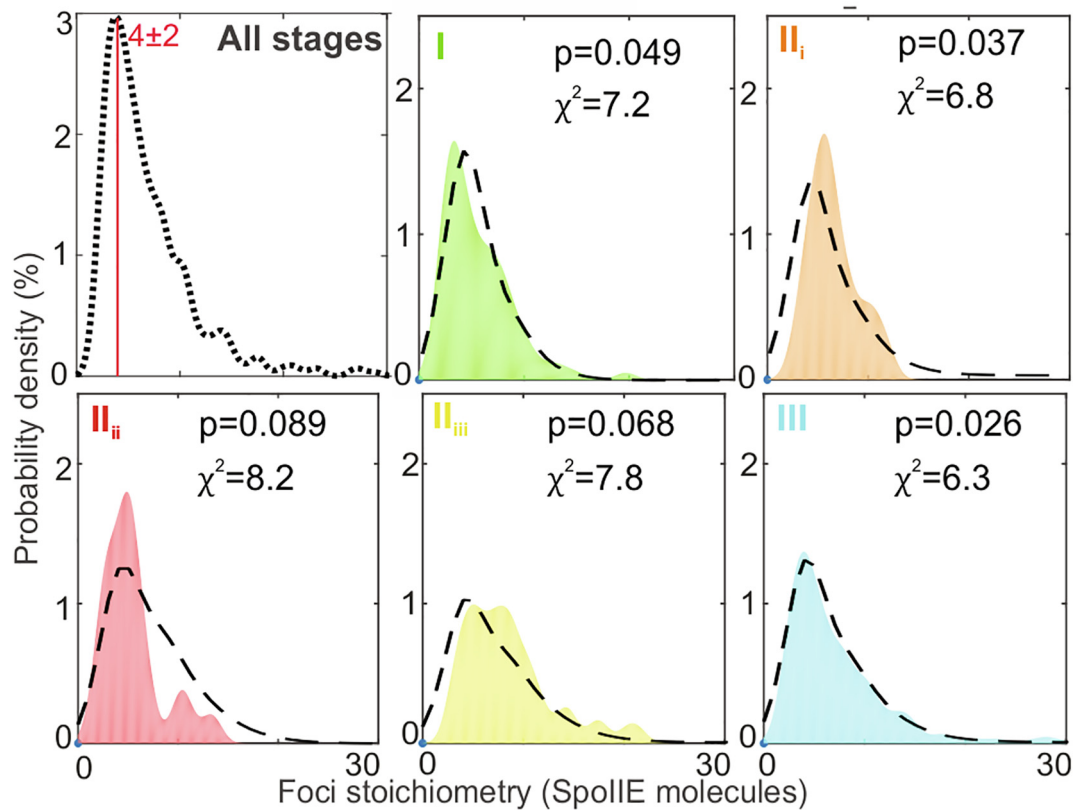 3
4±2
All stages
2
1
0
I
p=0.049
χ²=7.2
2
1
0
IIi
p=0.037
χ²=6.8
2
1
0
Probability density (%)
IIii
p=0.089
χ²=8.2
2
1
0
0
30
IIiii
p=0.068
χ²=7.8
2
1
0
0
30
III
p=0.026
χ²=6.3
2
1
0
0
30
Foci stoichiometry (SpoIIE molecules)